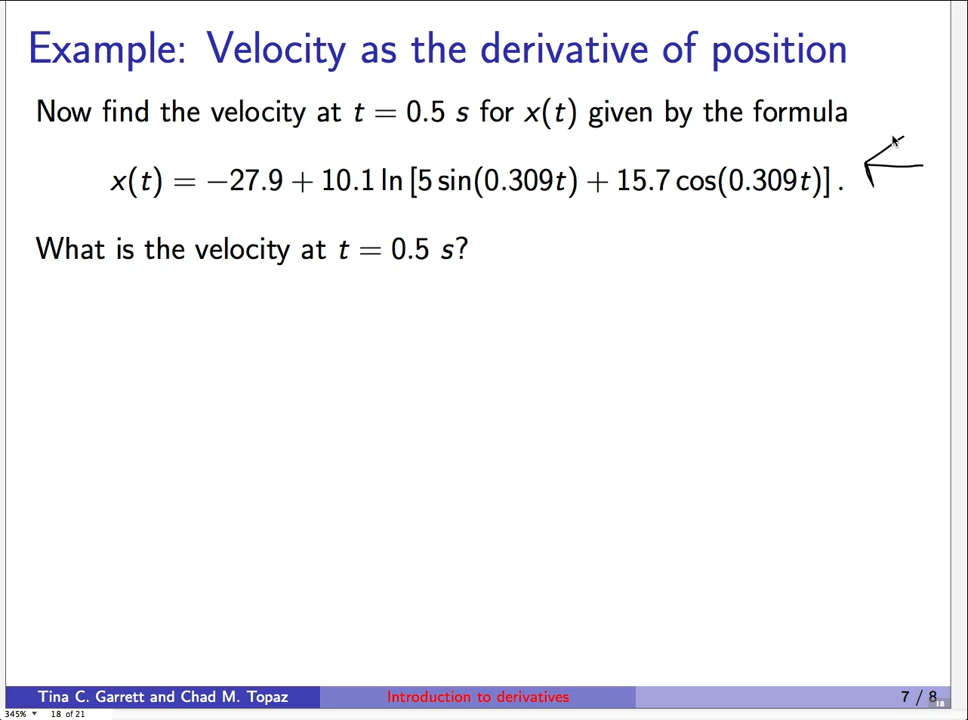 Example: Velocity as the derivative of position
Now find the velocity at t = 0.5 s for x(t) given by the formula
x(t) = −27.9 + 10.1 ln [5 sin(0.309t) + 15.7 cos(0.309t)] .
What is the velocity at t = 0.5 s?
Tina C. Garrett and Chad M. Topaz Introduction to derivatives 7 / 8
18
345% 18 of 21